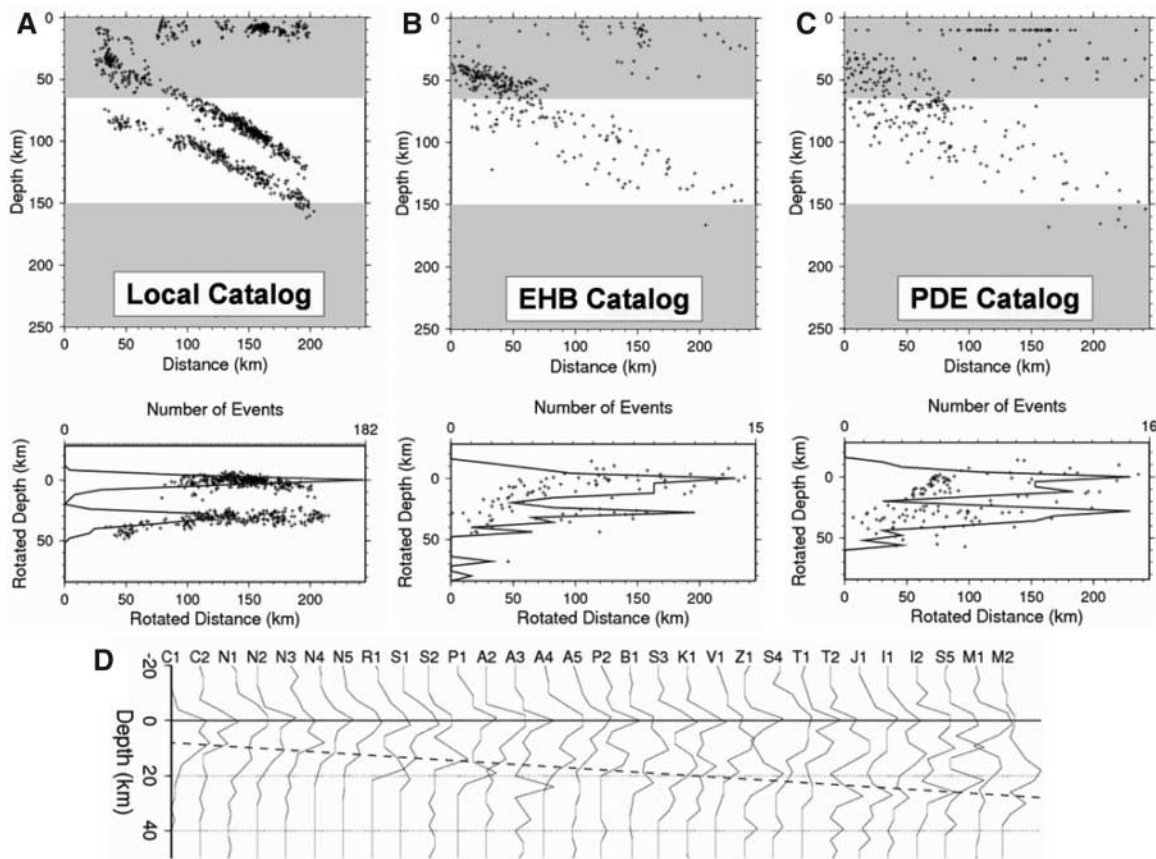 A
B
C
0
50
100
150
200
250
Depth (km)
Local Catalog
0 50 100 150 200
Distance (km)
0
50
100
150
200
250
Depth (km)
EHB Catalog
0 50 100 150 200
Distance (km)
0
50
100
150
200
250
Depth (km)
PDE Catalog
0 50 100 150 200
Distance (km)
Number of Events
0 182
0
50
Rotated Depth (km)
0 50 100 150 200
Rotated Distance (km)
Number of Events
0 15
0
50
Rotated Depth (km)
0 50 100 150 200
Rotated Distance (km)
Number of Events
0 16
0
50
Rotated Depth (km)
0 50 100 150 200
Rotated Distance (km)
D
C1 C2 N1 N2 N3 N4 N5 R1 S1 S2 P1 A2 A3 A4 A5 P2 B1 S3 K1 V1 Z1 S4 T1 T2 J1 I1 I2 S5 M1 M2
-20
0
20
40
Depth (km)